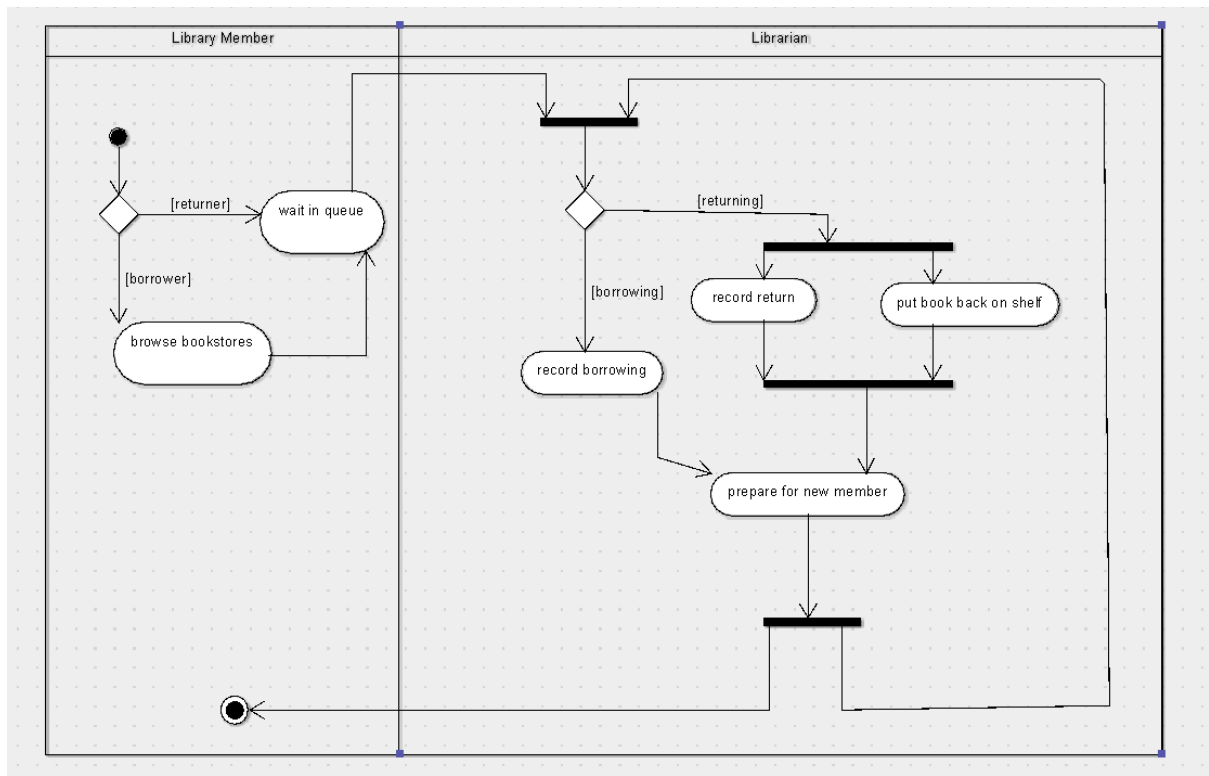 Library Member
Librarian
[returner]
wait in queue
[returning]
[borrower]
[borrowing]
record return
put book back on shelf
browse bookstores
record borrowing
prepare for new member